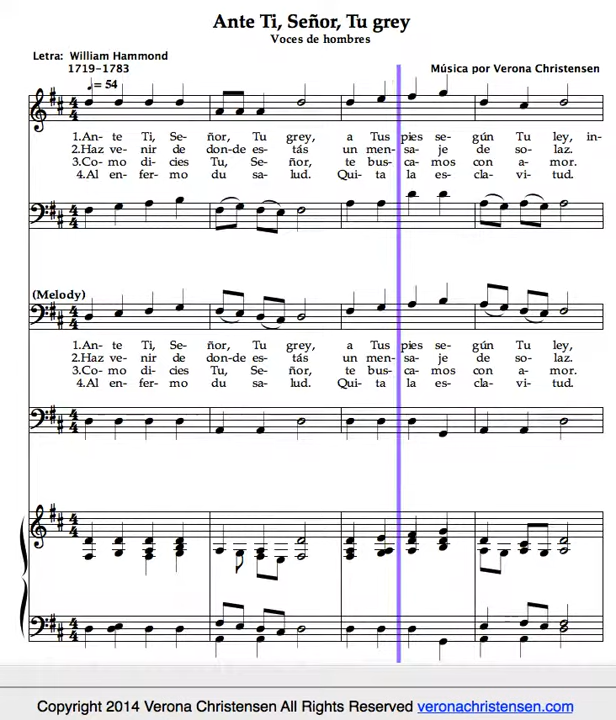 Ante Ti, Señor, Tu grey
Voces de hombres
Letra: William Hammond
1719-1783
Música por Verona Christensen
= 54
1.An- te Ti, Se- ñor, Tu grey, a Tus pies se- gún Tu ley, in-
2.Haz ve- nir de don-de es- tás un men- sa- je de so- laz.
3.Co- mo di- cies Tu, Se- ñor, te bus- ca- mos con a- mor.
4.Al en- fer- mo du sa- lud. Qui- ta la es- cla- vi- tud.
(Melody)
1.An- te Ti, Se- ñor, Tu grey, a Tus pies se- gún Tu ley, in-
2.Haz ve- nir de don-de es- tás un men- sa- je de so- laz.
3.Co- mo di- cies Tu, Se- ñor, te bus- ca- mos con a- mor.
4.Al en- fer- mo du sa- lud. Qui- ta la es- cla- vi- tud.
Copyright 2014 Verona Christensen All Rights Reserved veronachristensen.com